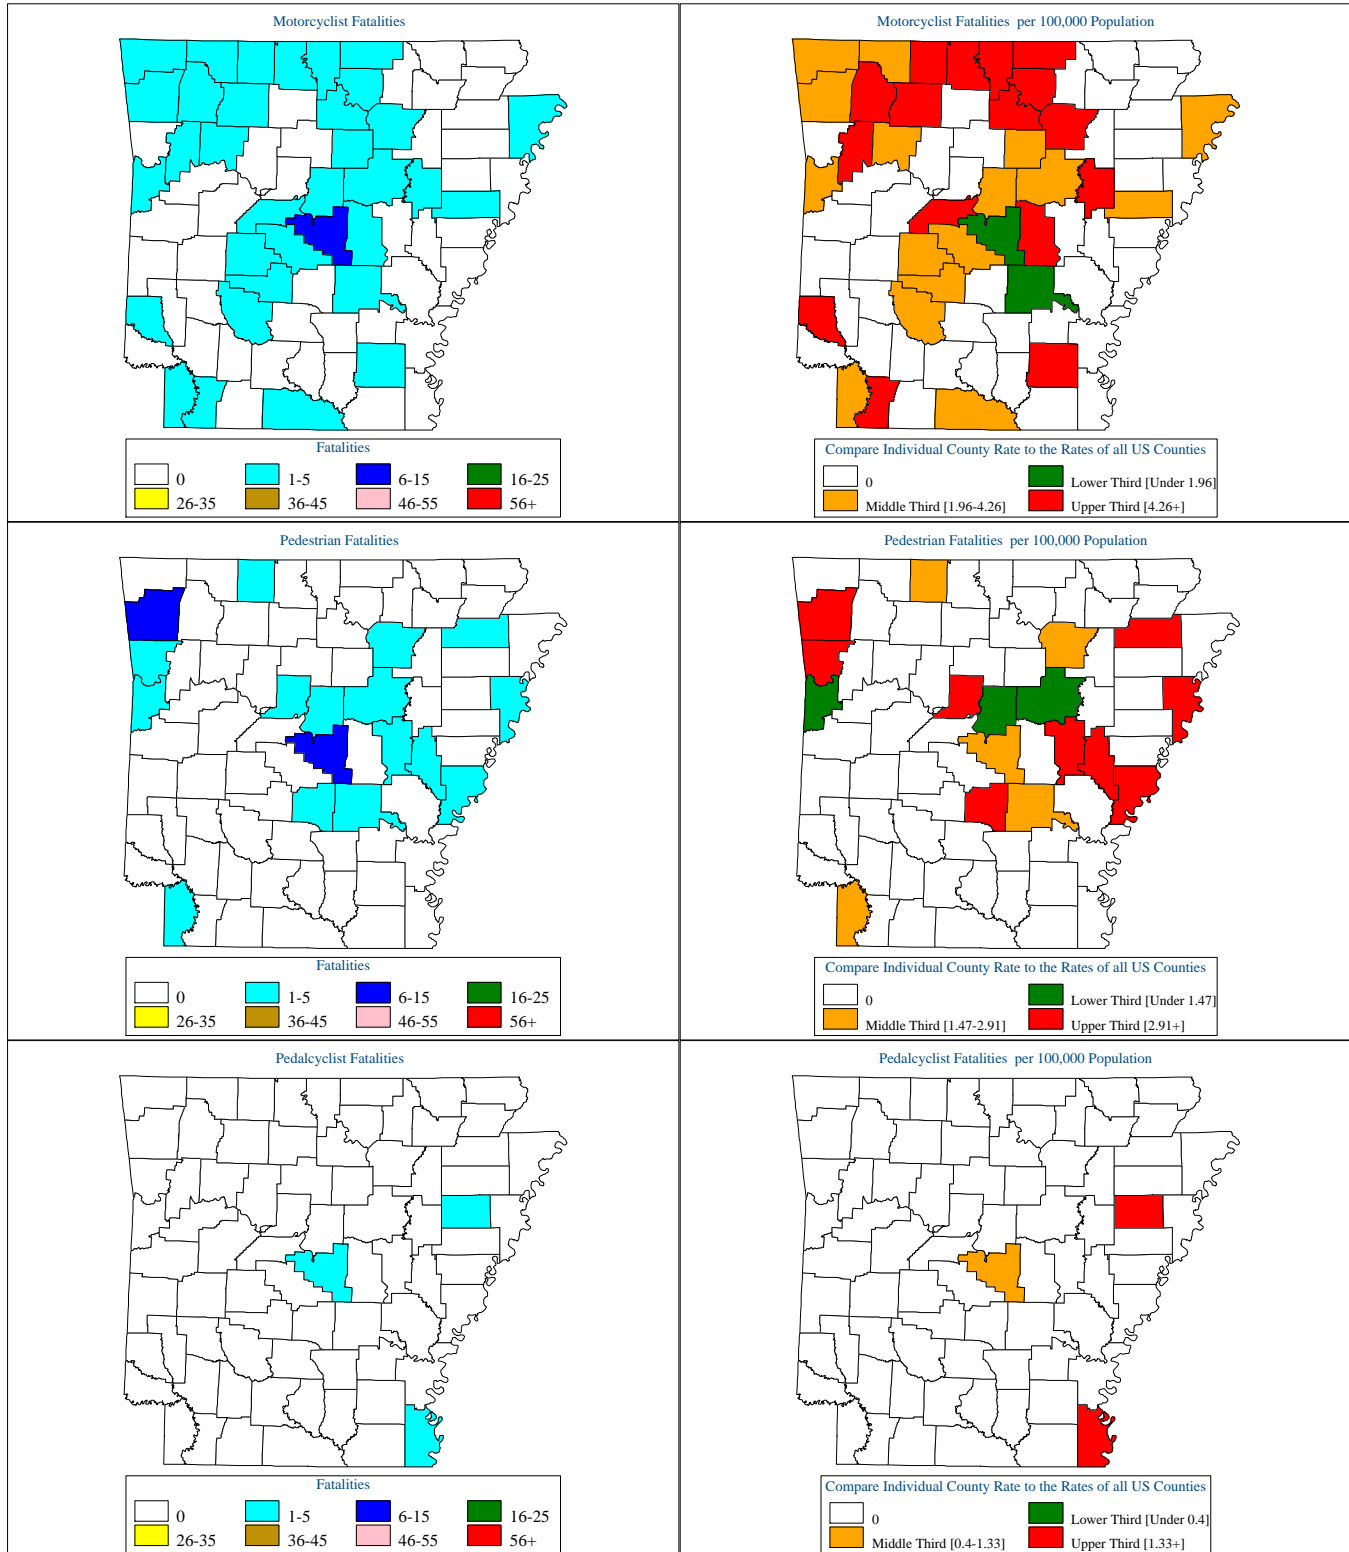 Motorcyclist Fatalities
Fatalities
0
1-5
6-15
16-25
26-35
36-45
46-55
56+
Motorcyclist Fatalities per 100,000 Population
Compare Individual County Rate to the Rates of all US Counties
0
Lower Third [Under 1.96]
Middle Third [1.96-4.26]
Upper Third [4.26+]
Pedestrian Fatalities
Fatalities
0
1-5
6-15
16-25
26-35
36-45
46-55
56+
Pedestrian Fatalities per 100,000 Population
Compare Individual County Rate to the Rates of all US Counties
0
Lower Third [Under 1.47]
Middle Third [1.47-2.91]
Upper Third [2.91+]
Pedalcyclist Fatalities
Fatalities
0
1-5
6-15
16-25
26-35
36-45
46-55
56+
Pedalcyclist Fatalities per 100,000 Population
Compare Individual County Rate to the Rates of all US Counties
0
Lower Third [Under 0.4]
Middle Third [0.4-1.33]
Upper Third [1.33+]